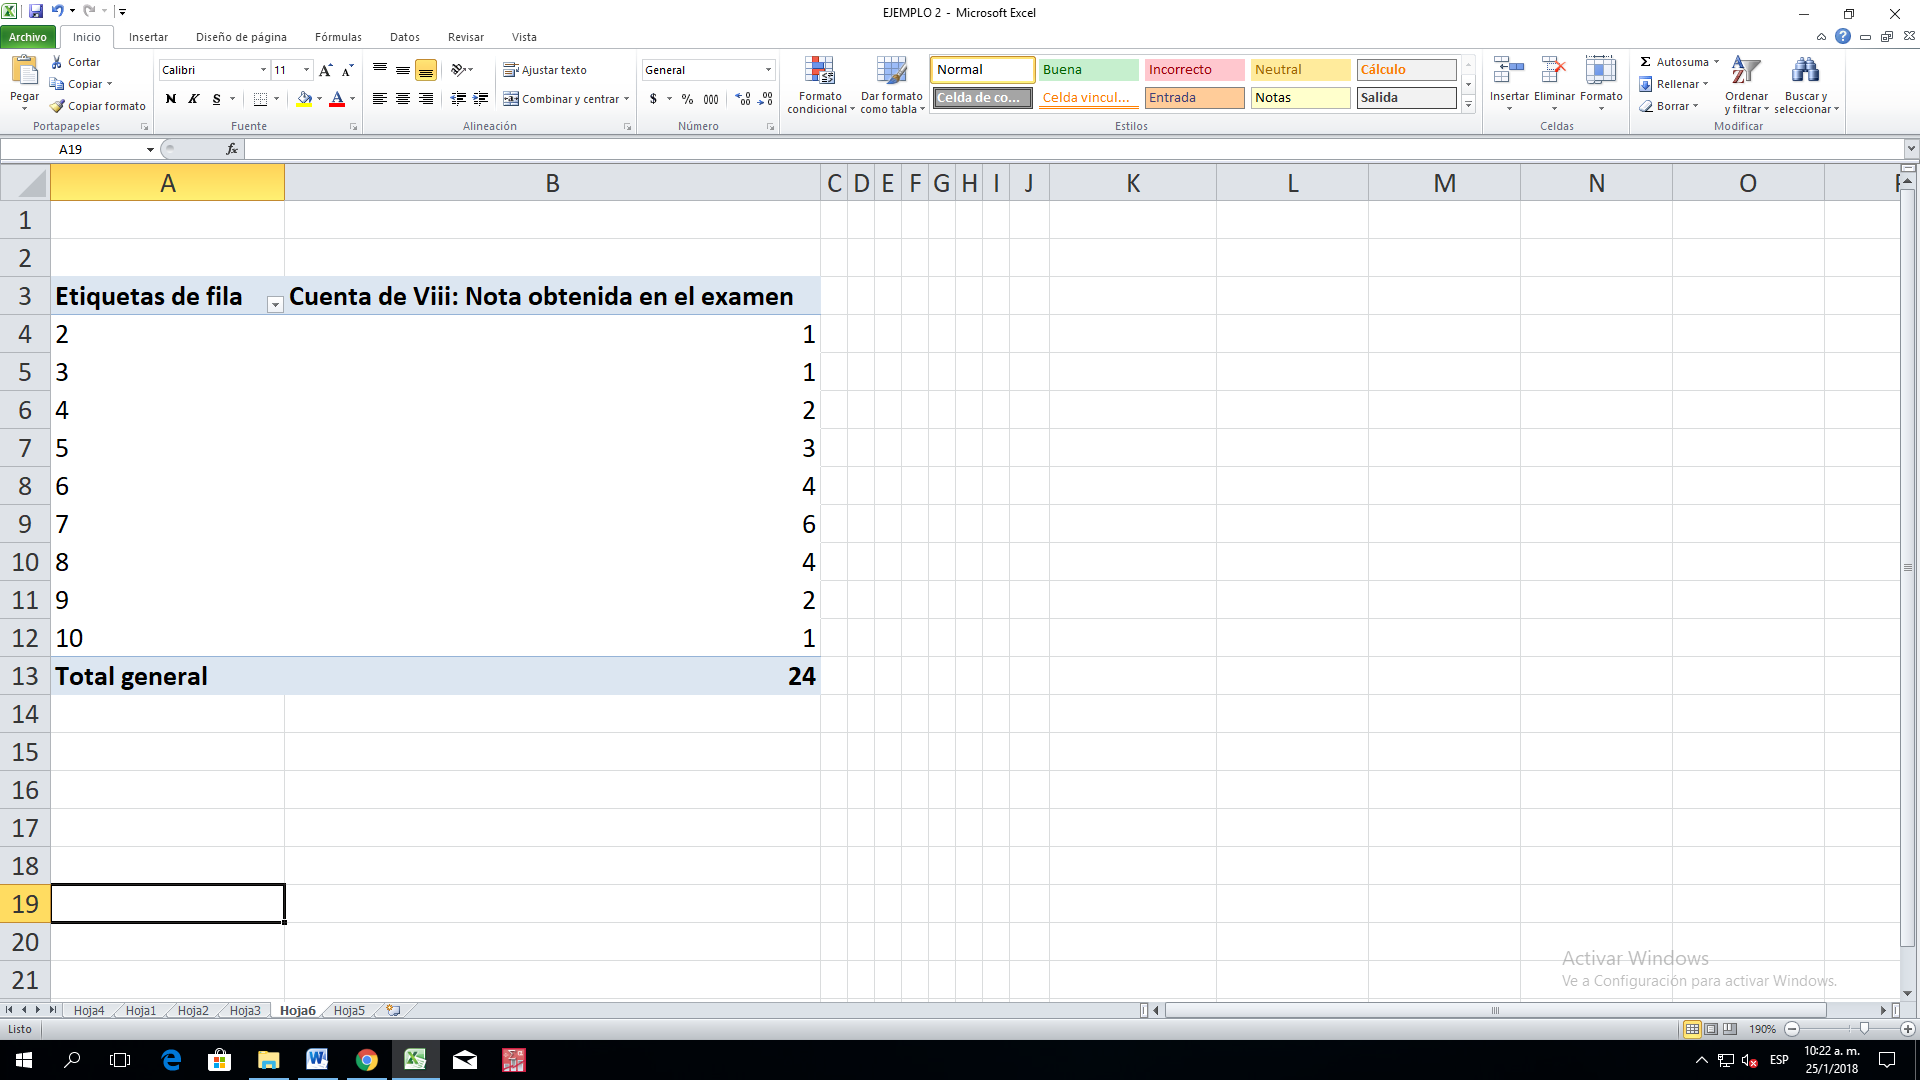 EJEMPLO 2 - Microsoft Excel
Archivo Inicio Insertar Diseño de página Fórmulas Datos Revisar Vista
Pegar
Cortar
Copiar
Copiar formato
Portapapeles
Calibri 11
N K S
Fuente
Ajustar texto
Combinar y centrar
Alineación
General
$ % 000
Número
Formato condicional
Dar formato como tabla
Normal Buena Incorrecto Neutral Cálculo
Celda de co... Celda vincul... Entrada Notas Salida
Estilos
Insertar Eliminar Formato
Celdas
Autosuma
Rellenar
Borrar
Ordenar y filtrar
Buscar y seleccionar
Modificar
A19 fx
A B C D E F G H I J K L M N O
1
2
3 Etiquetas de fila Cuenta de Viii: Nota obtenida en el examen
4 2 1
5 3 1
6 4 2
7 5 3
8 6 4
9 7 6
10 8 4
11 9 2
12 10 1
13 Total general 24
14
15
16
17
18
19
20
21
Activar Windows
Ve a Configuración para activar Windows.
Hoja4 Hoja1 Hoja2 Hoja3 Hoja6 Hoja5
Listo 190%
ESP 10:22 a. m.
25/1/2018